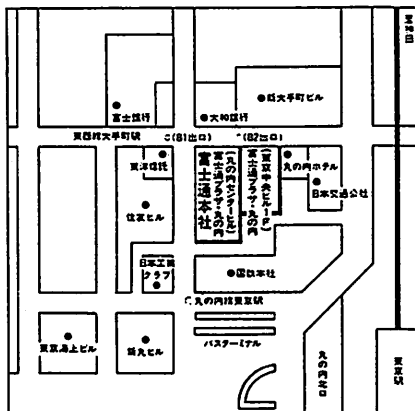 至神田
新大手町ビル
富士銀行
大和銀行
東西線大手町駅
(B1出口)
(B2出口)
東洋信託
(丸の内センタービル)
富士通プラザ・丸の内
富士通本社
(東京中央ビル1F)
富士通プラザ・丸の内
丸の内ホテル
日本交通公社
住友ビル
日本工業
クラブ
国鉄本社
丸の内線東京駅
東京海上ビル
新丸ビル
バスターミナル
丸の内北口
東京駅